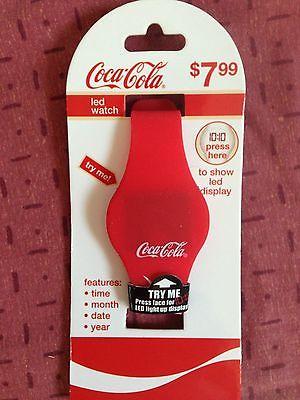 Coca-Cola
$7.99
led
watch
10:10
press
here
to show
led
display
try me!
Coca-Cola
TRY ME
Press face for
LED light up display
features:
• time
• month
• date
• year